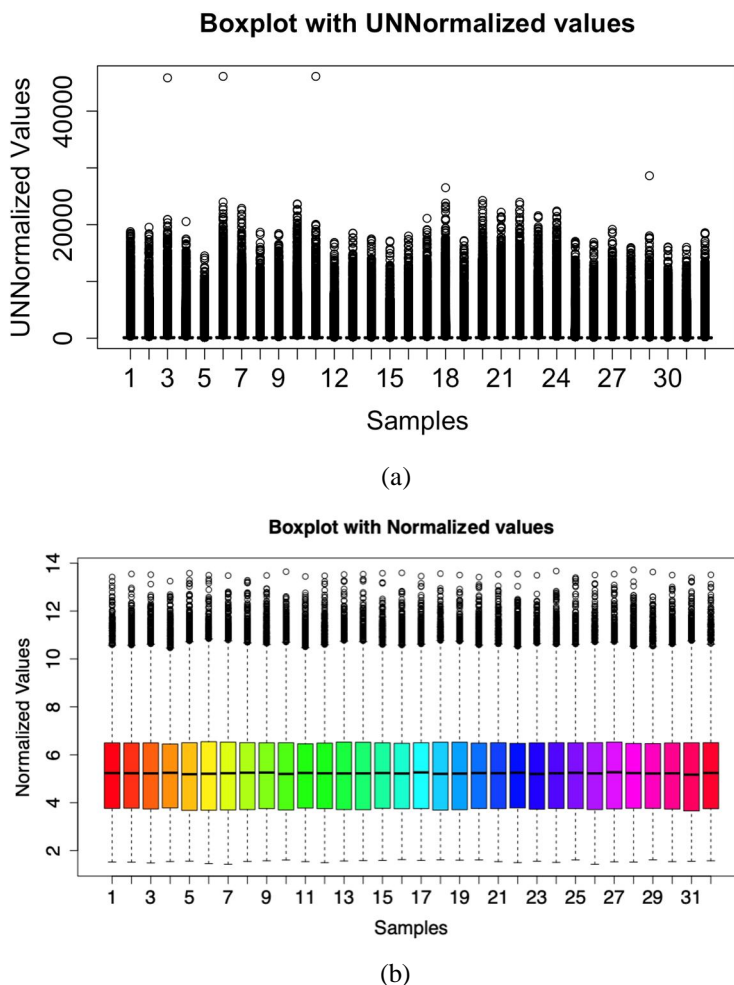 Boxplot with UNNormalized values
UNNormalized Values
40000
20000
0
1 3 5 7 9 12 15 18 21 24 27 30
Samples
(a)
Boxplot with Normalized values
Normalized Values
14
12
10
8
6
4
2
1 3 5 7 9 11 13 15 17 19 21 23 25 27 29 31
Samples
(b)